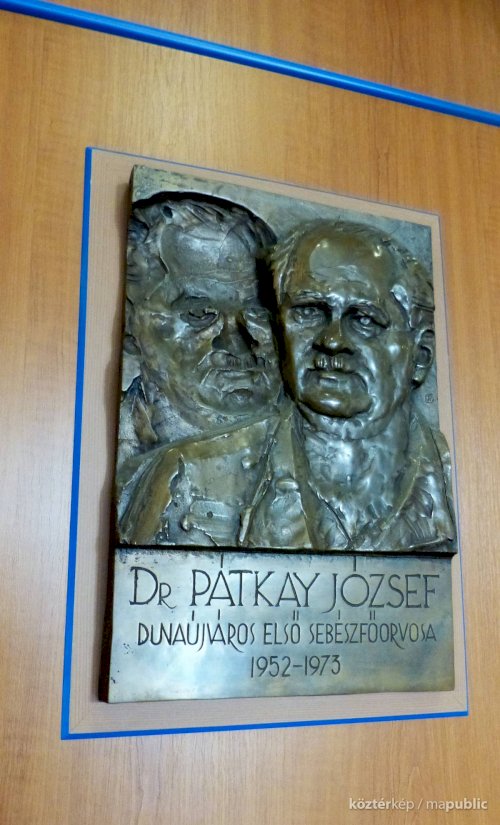 DR PÁTKAY JÓZSEF
DUNAÚJVÁROS ELSŐ SEBÉSZFŐORVOSA
1952-1973
köztérkép / mapublic